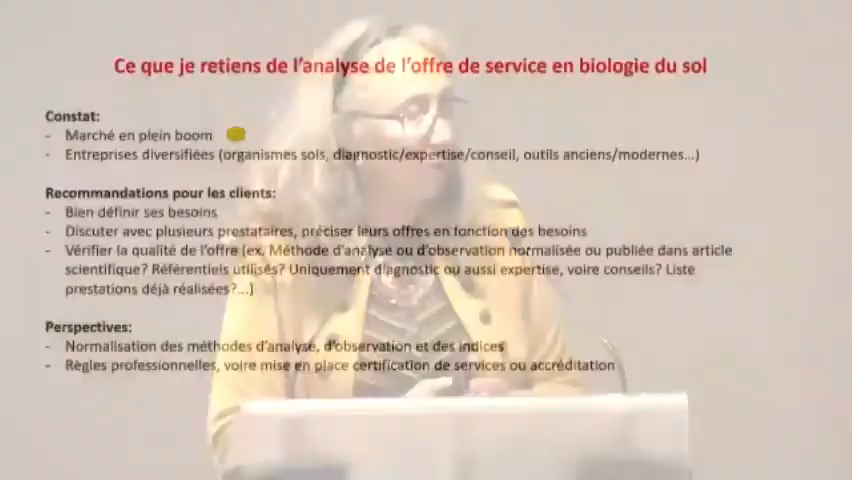 Ce que je retiens de l'analyse de l'offre de service en biologie du sol
Constat:
- Marché en plein boom
- Entreprises diversifiées (organismes sols, diagnostic/expertise/conseil, outils anciens/modernes...)
Recommandations pour les clients:
- Bien définir ses besoins
- Discuter avec plusieurs prestataires, préciser leurs offres en fonction des besoins
- Vérifier la qualité de l'offre (ex. Méthode d'analyse ou d'observation normalisée ou publiée dans article
scientifique? Référentiels utilisés? Uniquement diagnostic ou aussi expertise, voire conseils? Liste
prestations déjà réalisées?...)
Perspectives:
- Normalisation des méthodes d'analyse, d'observation et des indices
- Règles professionnelles, voire mise en place certification de services ou accréditation